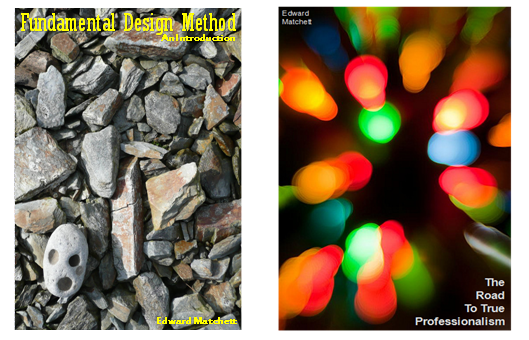 Fundamental Design Method
An Introduction
Edward Matchett
Edward
Matchett
The
Road
To True
Professionalism